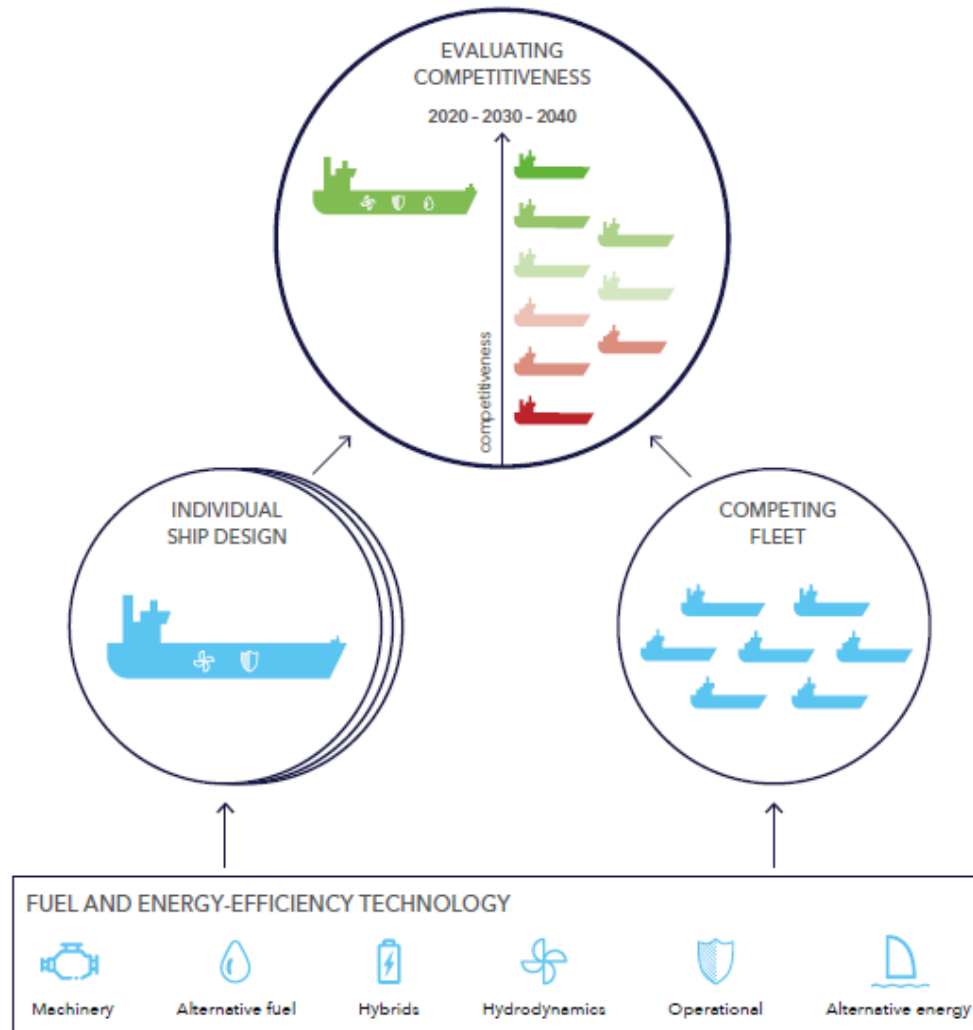 EVALUATING
COMPETITIVENESS
2020 - 2030 - 2040
competitiveness
INDIVIDUAL
SHIP DESIGN
COMPETING
FLEET
FUEL AND ENERGY-EFFICIENCY TECHNOLOGY
Machinery
Alternative fuel
Hybrids
Hydrodynamics
Operational
Alternative energy